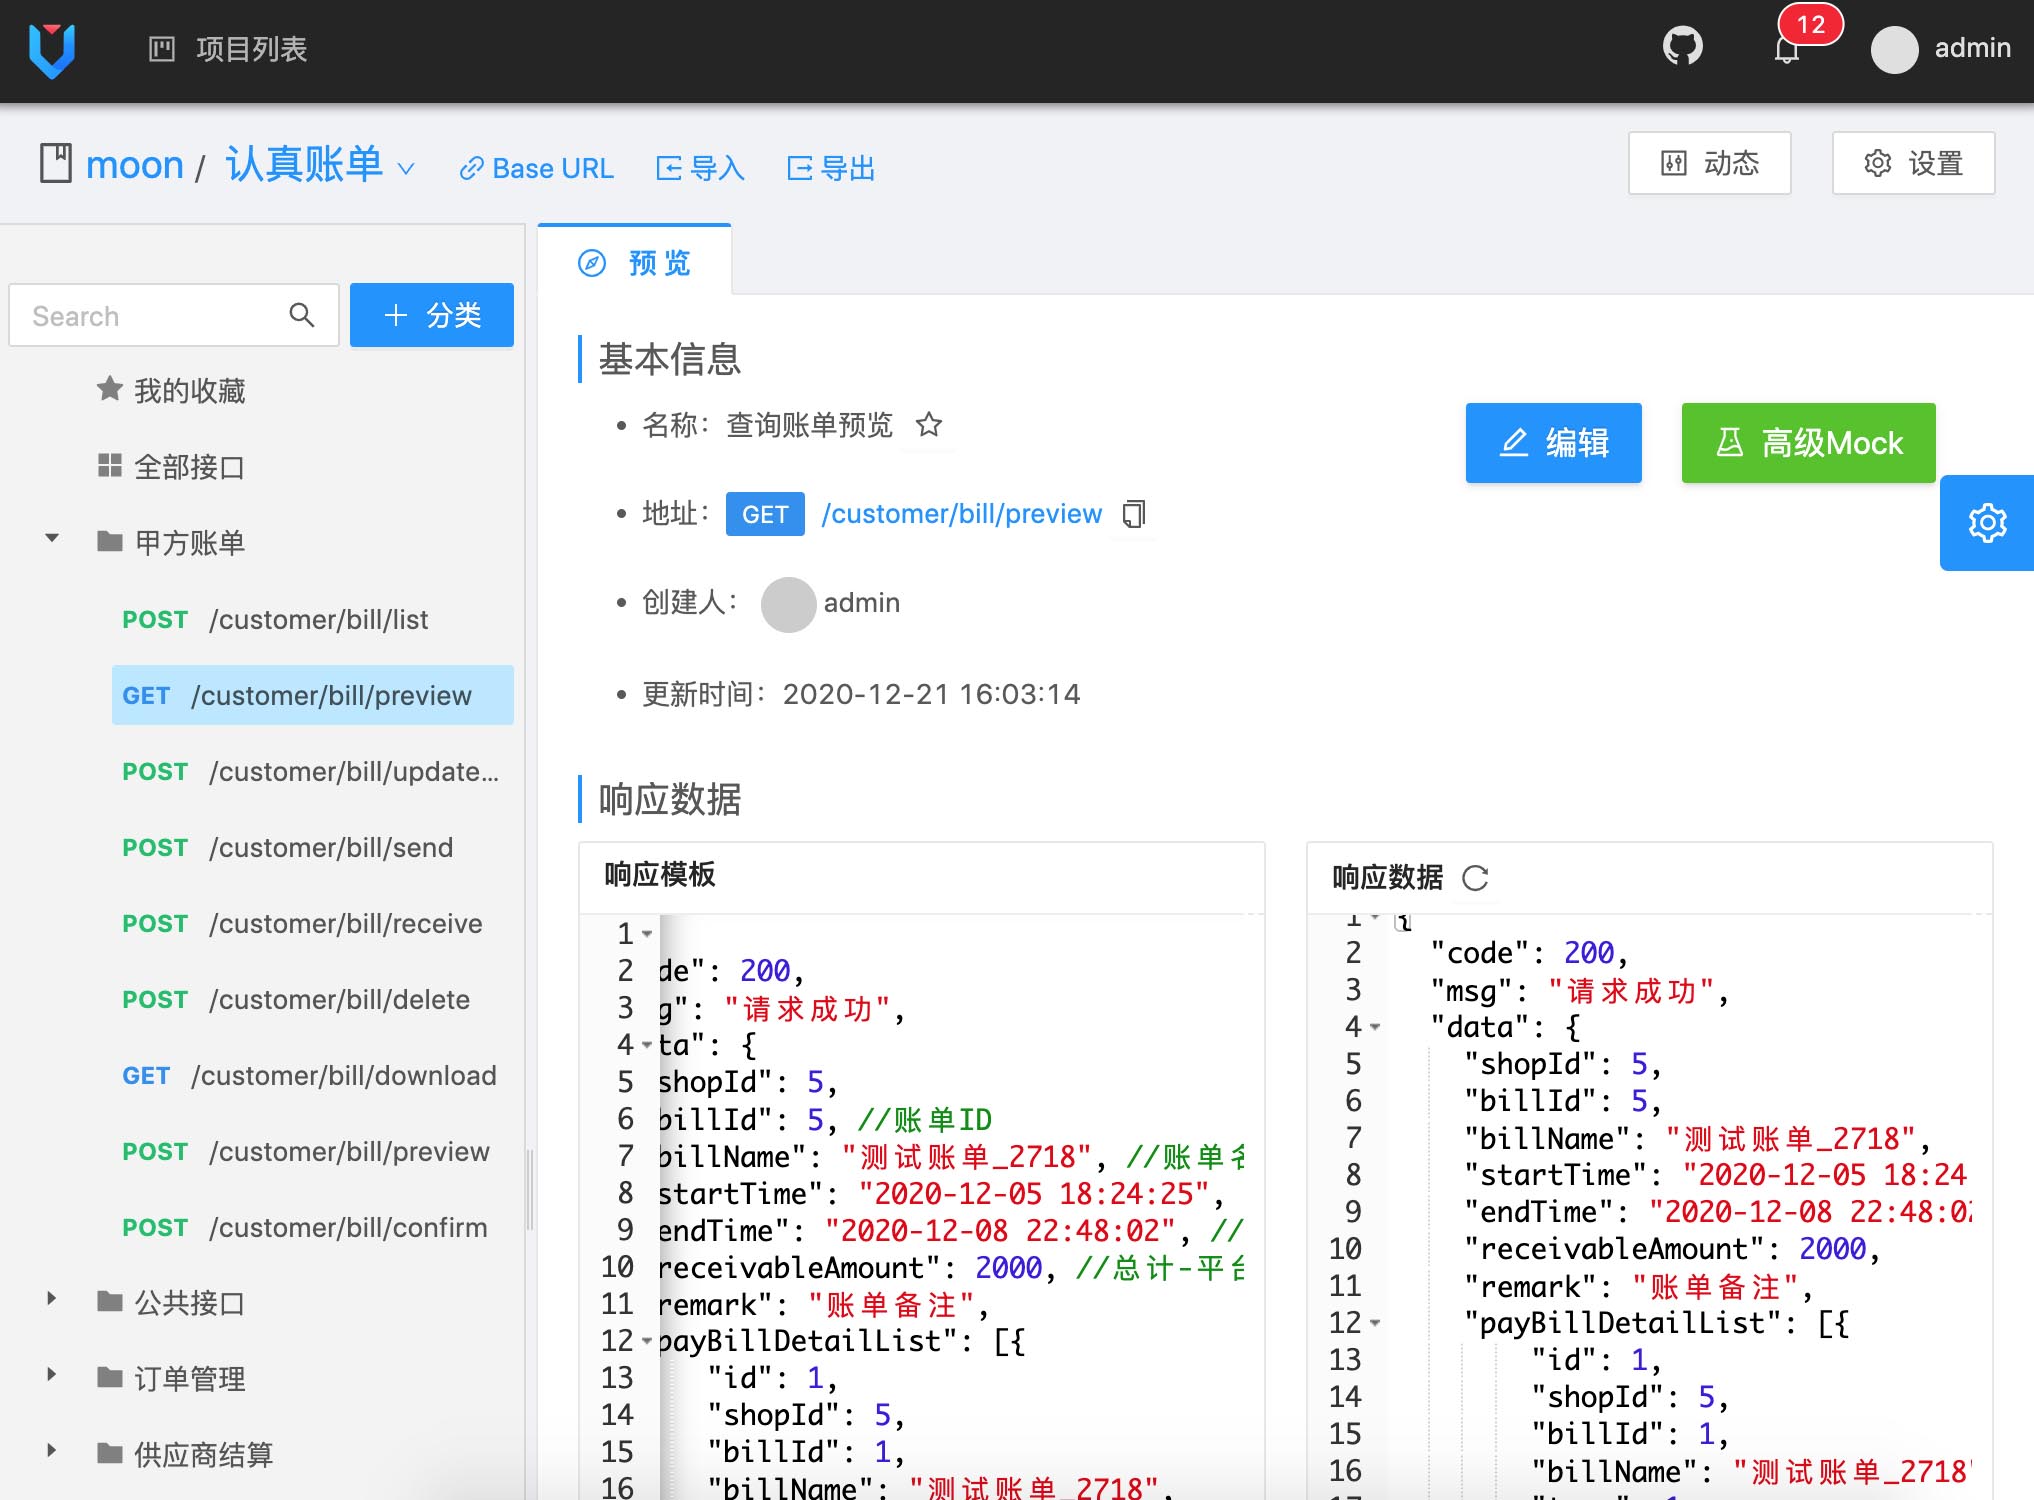 项目列表
12
admin
moon / 认真账单
Base URL
导入
导出
动态
设置
Search
分类
我的收藏
全部接口
甲方账单
POST /customer/bill/list
GET /customer/bill/preview
POST /customer/bill/update...
POST /customer/bill/send
POST /customer/bill/receive
POST /customer/bill/delete
GET /customer/bill/download
POST /customer/bill/preview
POST /customer/bill/confirm
公共接口
订单管理
供应商结算
预 览
基本信息
名称：查询账单预览
地址：GET /customer/bill/preview
创建人：admin
更新时间：2020-12-21 16:03:14
编辑
高级Mock
响应数据
响应模板
1
2 de": 200,
3 g": "请求成功",
4 ta": {
5 shopId": 5,
6 billId": 5, //账单ID
7 billName": "测试账单_2718", //账单名
8 startTime": "2020-12-05 18:24:25",
9 endTime": "2020-12-08 22:48:02", //
10 receivableAmount": 2000, //总计-平台
11 remark": "账单备注",
12 payBillDetailList": [{
13 "id": 1,
14 "shopId": 5,
15 "billId": 1,
16 "billName": "测试账单_2718",
响应数据
1 {
2 "code": 200,
3 "msg": "请求成功",
4 "data": {
5 "shopId": 5,
6 "billId": 5,
7 "billName": "测试账单_2718",
8 "startTime": "2020-12-05 18:24
9 "endTime": "2020-12-08 22:48:02
10 "receivableAmount": 2000,
11 "remark": "账单备注",
12 "payBillDetailList": [{
13 "id": 1,
14 "shopId": 5,
15 "billId": 1,
16 "billName": "测试账单_2718"